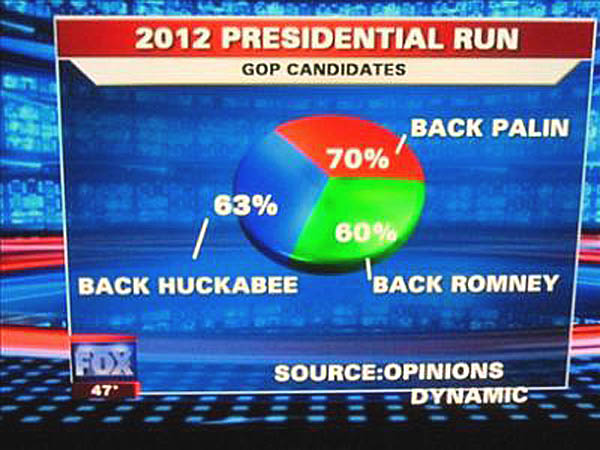 2012 PRESIDENTIAL RUN
GOP CANDIDATES
BACK PALIN
70%
63%
60%
BACK HUCKABEE
BACK ROMNEY
FOX
47°
SOURCE:OPINIONS
DYNAMIC